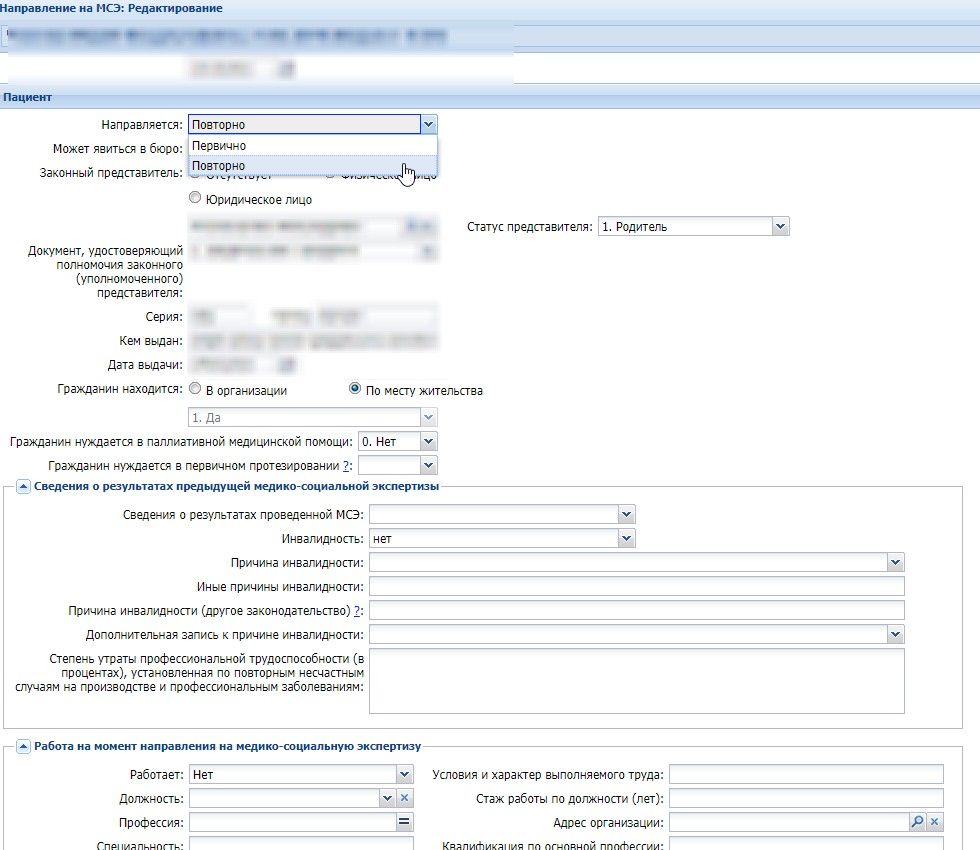 Направление на МСЭ: Редактирование
Пациент
Направляется: Повторно
Первично
Может явиться в бюро:
Повторно
Законный представитель: Отсутствует Физическое лицо
Юридическое лицо
Статус представителя: 1. Родитель
Документ, удостоверяющий
полномочия законного
(уполномоченного)
представителя:
Серия:
Кем выдан:
Дата выдачи:
Гражданин находится: В организации По месту жительства
1. Да
Гражданин нуждается в паллиативной медицинской помощи: 0. Нет
Гражданин нуждается в первичном протезировании ?:
Сведения о результатах предыдущей медико-социальной экспертизы
Сведения о результатах проведенной МСЭ:
Инвалидность: нет
Причина инвалидности:
Иные причины инвалидности:
Причина инвалидности (другое законодательство) ?:
Дополнительная запись к причине инвалидности:
Степень утраты профессиональной трудоспособности (в
процентах), установленная по повторным несчастным
случаям на производстве и профессиональным заболеваниям:
Работа на момент направления на медико-социальную экспертизу
Работает: Нет Условия и характер выполняемого труда:
Должность: Стаж работы по должности (лет):
Профессия: Адрес организации:
Специальность: Квалификация по основной профессии: